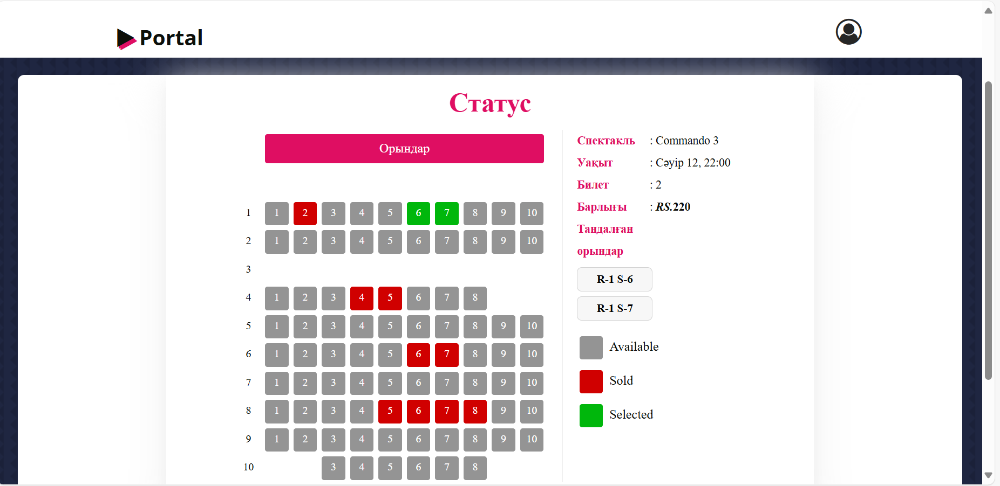 Portal
Статус
Орындар
1 1 2 3 4 5 6 7 8 9 10
2 1 2 3 4 5 6 7 8 9 10
3
4 1 2 3 4 5 6 7 8
5 1 2 3 4 5 6 7 8 9 10
6 1 2 3 4 5 6 7 8 9 10
7 1 2 3 4 5 6 7 8 9 10
8 1 2 3 4 5 6 7 8 9 10
9 1 2 3 4 5 6 7 8 9 10
10 3 4 5 6 7 8
Спектакль : Commando 3
Уақыт : Сәуір 12, 22:00
Билет : 2
Барлығы : RS.220
Таңдалған
орындар
R-1 S-6
R-1 S-7
Available
Sold
Selected